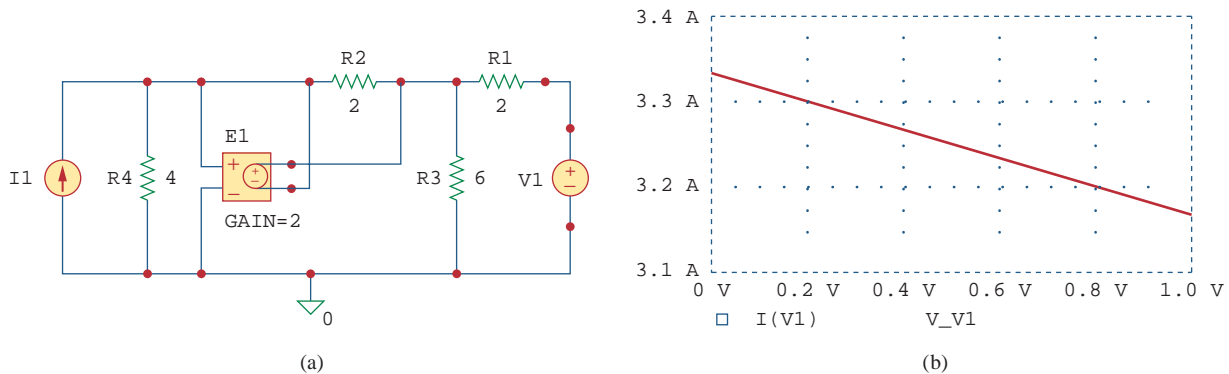 R2
R1
2
2
E1
+
−
+
−
I1
R4
4
R3
6
V1
+
−
GAIN=2
0
(a)
3.4 A
3.3 A
3.2 A
3.1 A
0 V
0.2 V
0.4 V
0.6 V
0.8 V
1.0 V
I(V1)
V_V1
(b)